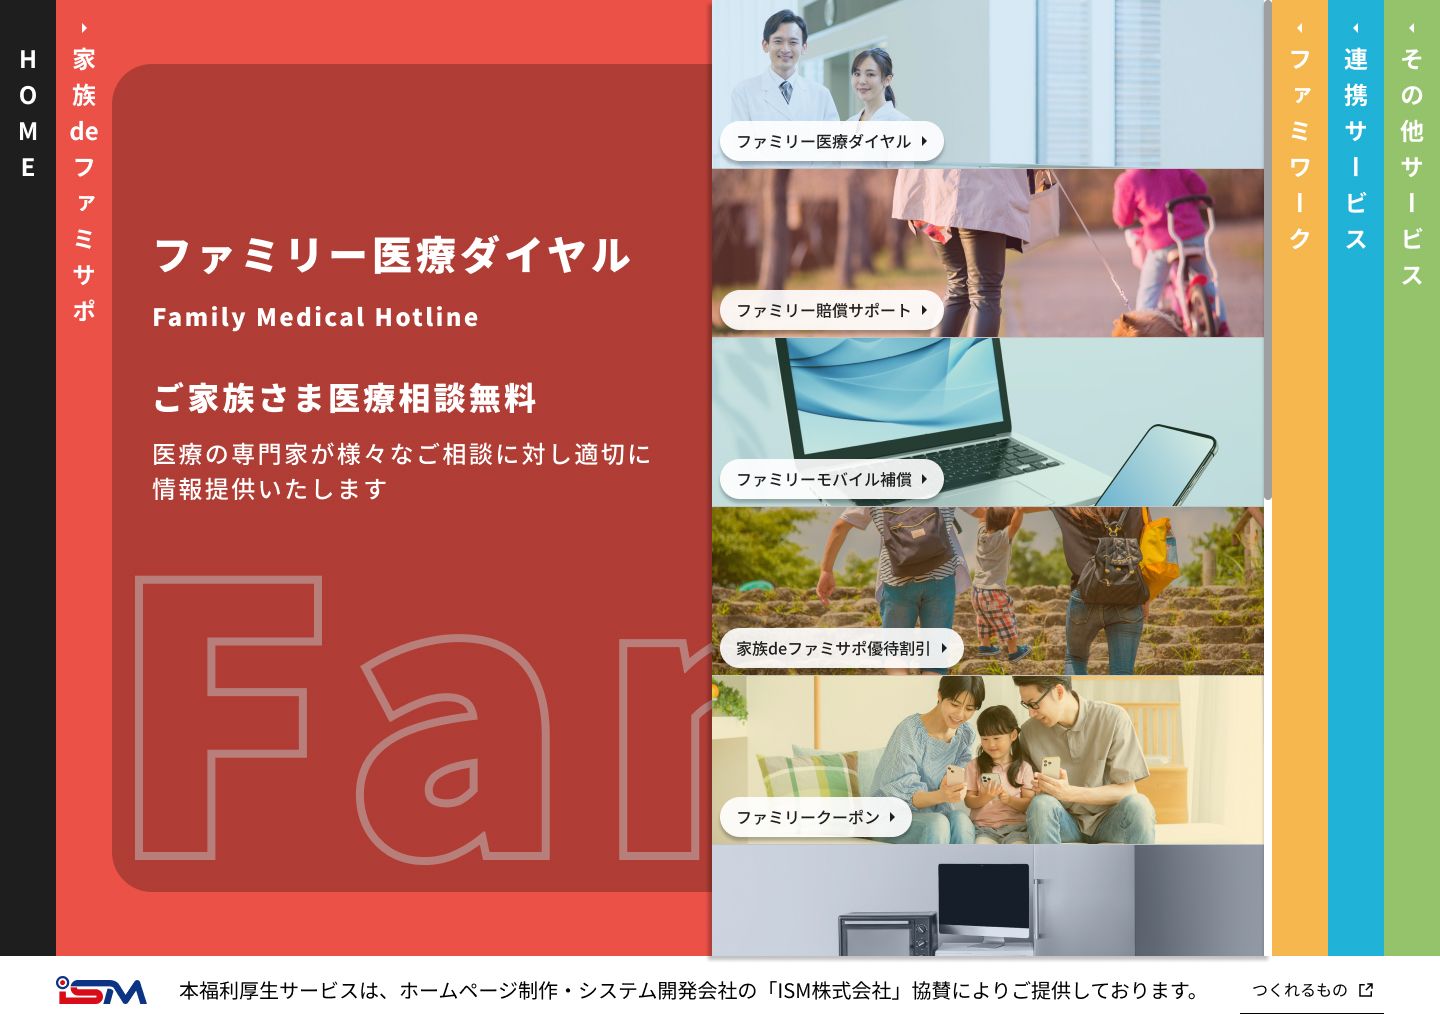 HOME
家族deファミサポ
ファミリー医療ダイヤル
Family Medical Hotline
ご家族さま医療相談無料
医療の専門家が様々なご相談に対し適切に
情報提供いたします
Far
ファミリー医療ダイヤル
ファミリー賠償サポート
ファミリーモバイル補償
家族deファミサポ優待割引
ファミリークーポン
ファミワーク
連携サービス
その他サービス
iSM
本福利厚生サービスは、ホームページ制作・システム開発会社の「ISM株式会社」協賛によりご提供しております。
つくれるもの